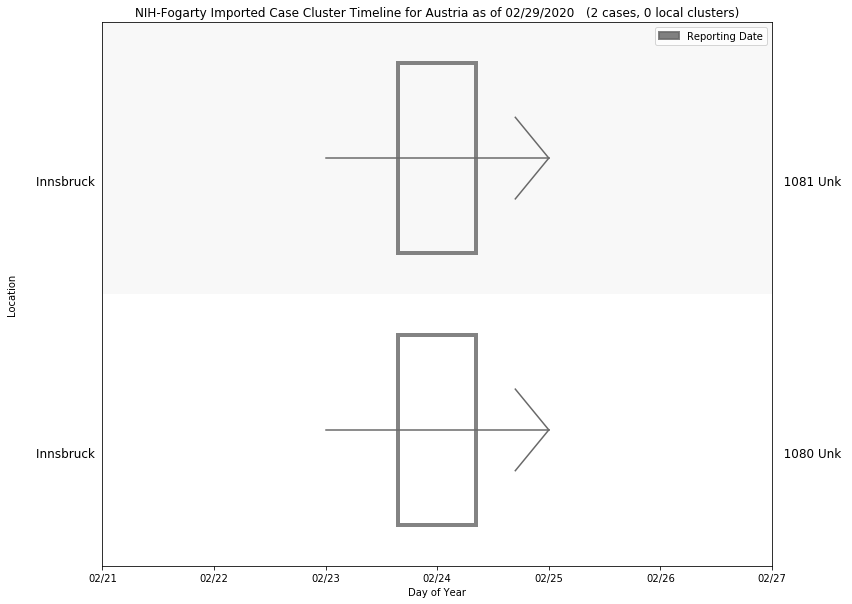 NIH-Fogarty Imported Case Cluster Timeline for Austria as of 02/29/2020   (2 cases, 0 local clusters)
Reporting Date
Innsbruck
1081 Unk
Location
Innsbruck
1080 Unk
02/21 02/22 02/23 02/24 02/25 02/26 02/27
Day of Year